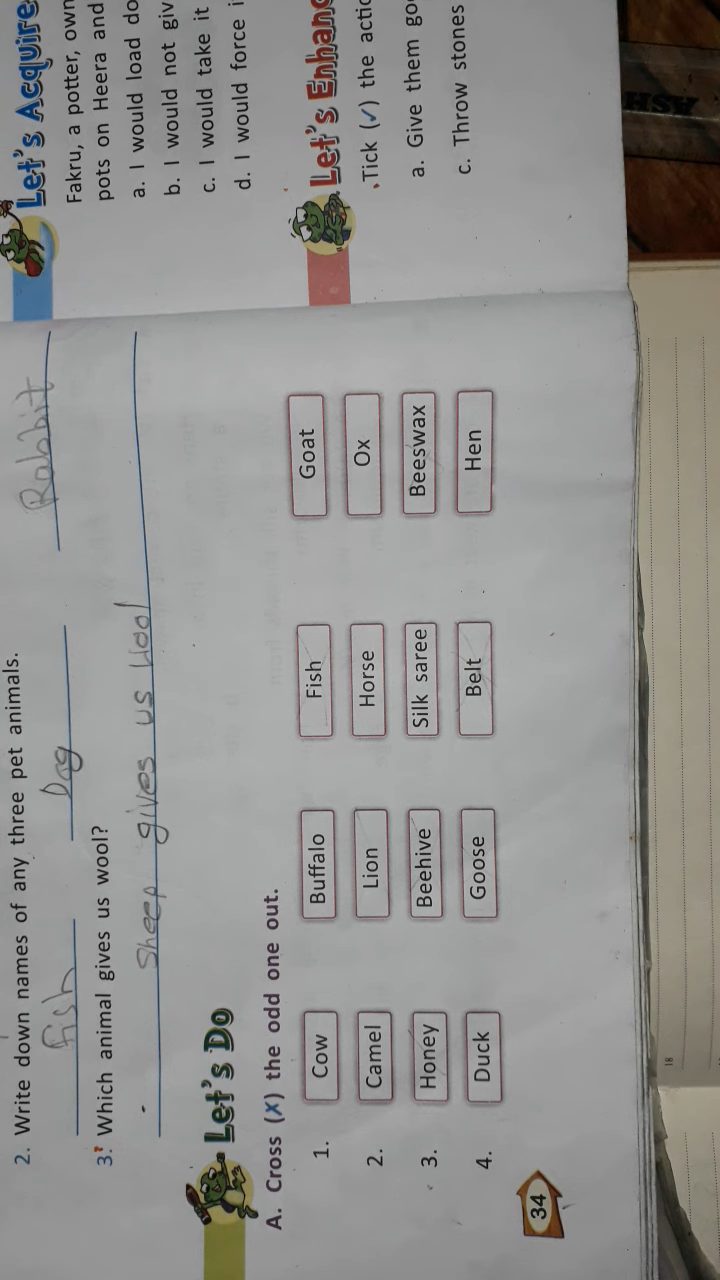 2. Write down names of any three pet animals.
Fish Dog Rabbit
3. Which animal gives us wool?
Sheep gives us wool
Let's Do
A. Cross (X) the odd one out.
1. Cow Buffalo Fish Goat
2. Camel Lion Horse Ox
3. Honey Beehive Silk saree Beeswax
4. Duck Goose Belt Hen
34
Let's Acquire
Fakru, a potter, own
pots on Heera and
a. I would load do
b. I would not giv
c. I would take it
d. I would force i
Let's Enhanc
Tick (✓) the actio
a. Give them go
c. Throw stones
18